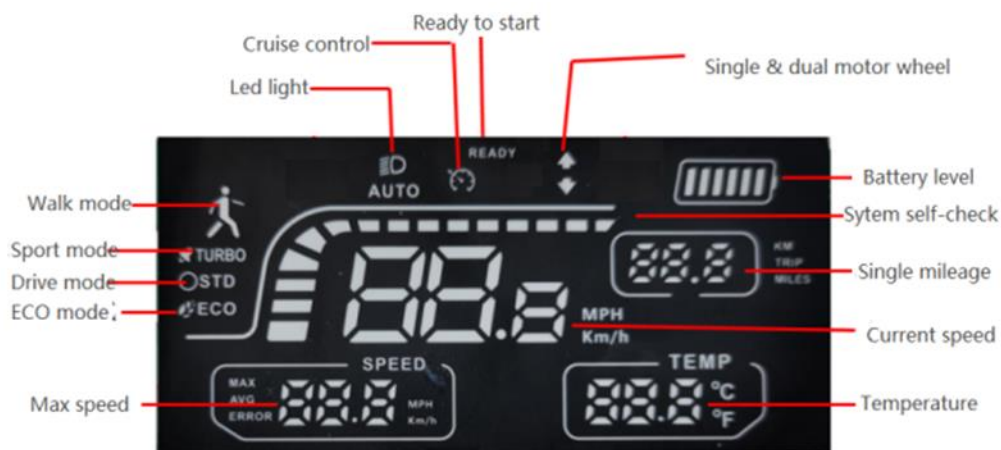 Ready to start
Cruise control
Single & dual motor wheel
Led light
READY
AUTO
Battery level
Walk mode
Sytem self-check
Sport mode
TURBO
KM
TRIP
MILES
88.8
Single mileage
Drive mode
STD
ECO mode
ECO
88.8
MPH
Km/h
Current speed
SPEED
TEMP
Max speed
MAX
AVG
ERROR
88.8
MPH
Km/h
88.8
°C
°F
Temperature